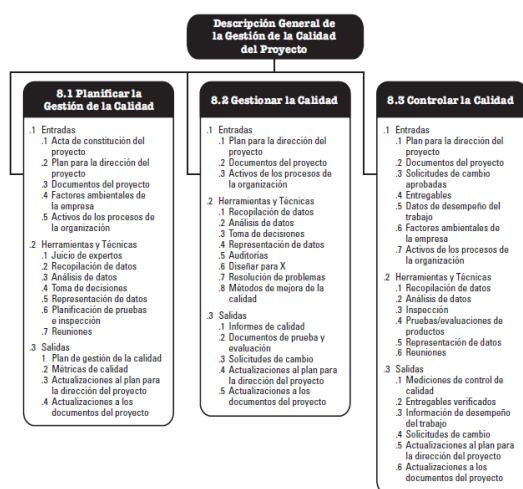 Descripción General de
la Gestión de la Calidad
del Proyecto
8.1 Planificar la
Gestión de la Calidad
.1 Entradas
.1 Acta de constitución del
proyecto
.2 Plan para la dirección del
proyecto
.3 Documentos del proyecto
.4 Factores ambientales de
la empresa
.5 Activos de los procesos de
la organización
.2 Herramientas y Técnicas
.1 Juicio de expertos
.2 Recopilación de datos
.3 Análisis de datos
.4 Toma de decisiones
.5 Representación de datos
.6 Planificación de pruebas
e inspección
.7 Reuniones
.3 Salidas
1 Plan de gestión de la calidad
.2 Métricas de calidad
.3 Actualizaciones al plan para
la dirección del proyecto
.4 Actualizaciones a los
documentos del proyecto
8.2 Gestionar la Calidad
.1 Entradas
.1 Plan para la dirección del
proyecto
.2 Documentos del proyecto
.3 Activos de los procesos de
la organización
.2 Herramientas y Técnicas
.1 Recopilación de datos
.2 Análisis de datos
.3 Toma de decisiones
.4 Representación de datos
.5 Auditorías
.6 Diseñar para X
.7 Resolución de problemas
.8 Métodos de mejora de la
calidad
.3 Salidas
.1 Informes de calidad
.2 Documentos de prueba y
evaluación
.3 Solicitudes de cambio
.4 Actualizaciones al plan para
la dirección del proyecto
.5 Actualizaciones a los
documentos del proyecto
8.3 Controlar la Calidad
.1 Entradas
.1 Plan para la dirección del
proyecto
.2 Documentos del proyecto
.3 Solicitudes de cambio
aprobadas
.4 Entregables
.5 Datos de desempeño del
trabajo
.6 Factores ambientales de
la empresa
.7 Activos de los procesos de
la organización
.2 Herramientas y Técnicas
.1 Recopilación de datos
.2 Análisis de datos
.3 Inspección
.4 Pruebas/evaluaciones de
productos
.5 Representación de datos
.6 Reuniones
.3 Salidas
.1 Mediciones de control de
calidad
.2 Entregables verificados
.3 Información de desempeño
del trabajo
.4 Solicitudes de cambio
.5 Actualizaciones al plan para
la dirección del proyecto
.6 Actualizaciones a los
documentos del proyecto